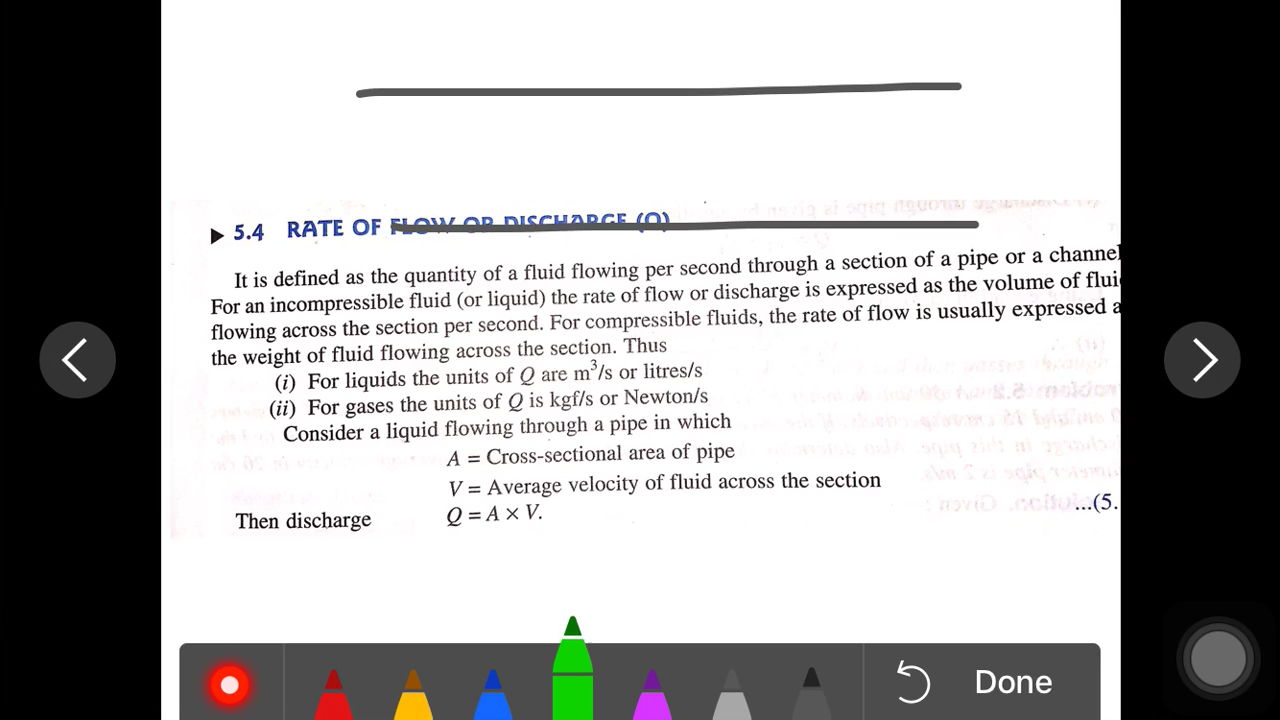 ▶ 5.4 RATE OF FLOW OR DISCHARGE (Q)
It is defined as the quantity of a fluid flowing per second through a section of a pipe or a channel
For an incompressible fluid (or liquid) the rate of flow or discharge is expressed as the volume of flui
flowing across the section per second. For compressible fluids, the rate of flow is usually expressed a
the weight of fluid flowing across the section. Thus
(i) For liquids the units of Q are m³/s or litres/s
(ii) For gases the units of Q is kgf/s or Newton/s
Consider a liquid flowing through a pipe in which
A = Cross-sectional area of pipe
V = Average velocity of fluid across the section
Then discharge Q = A × V. ...(5.
Done